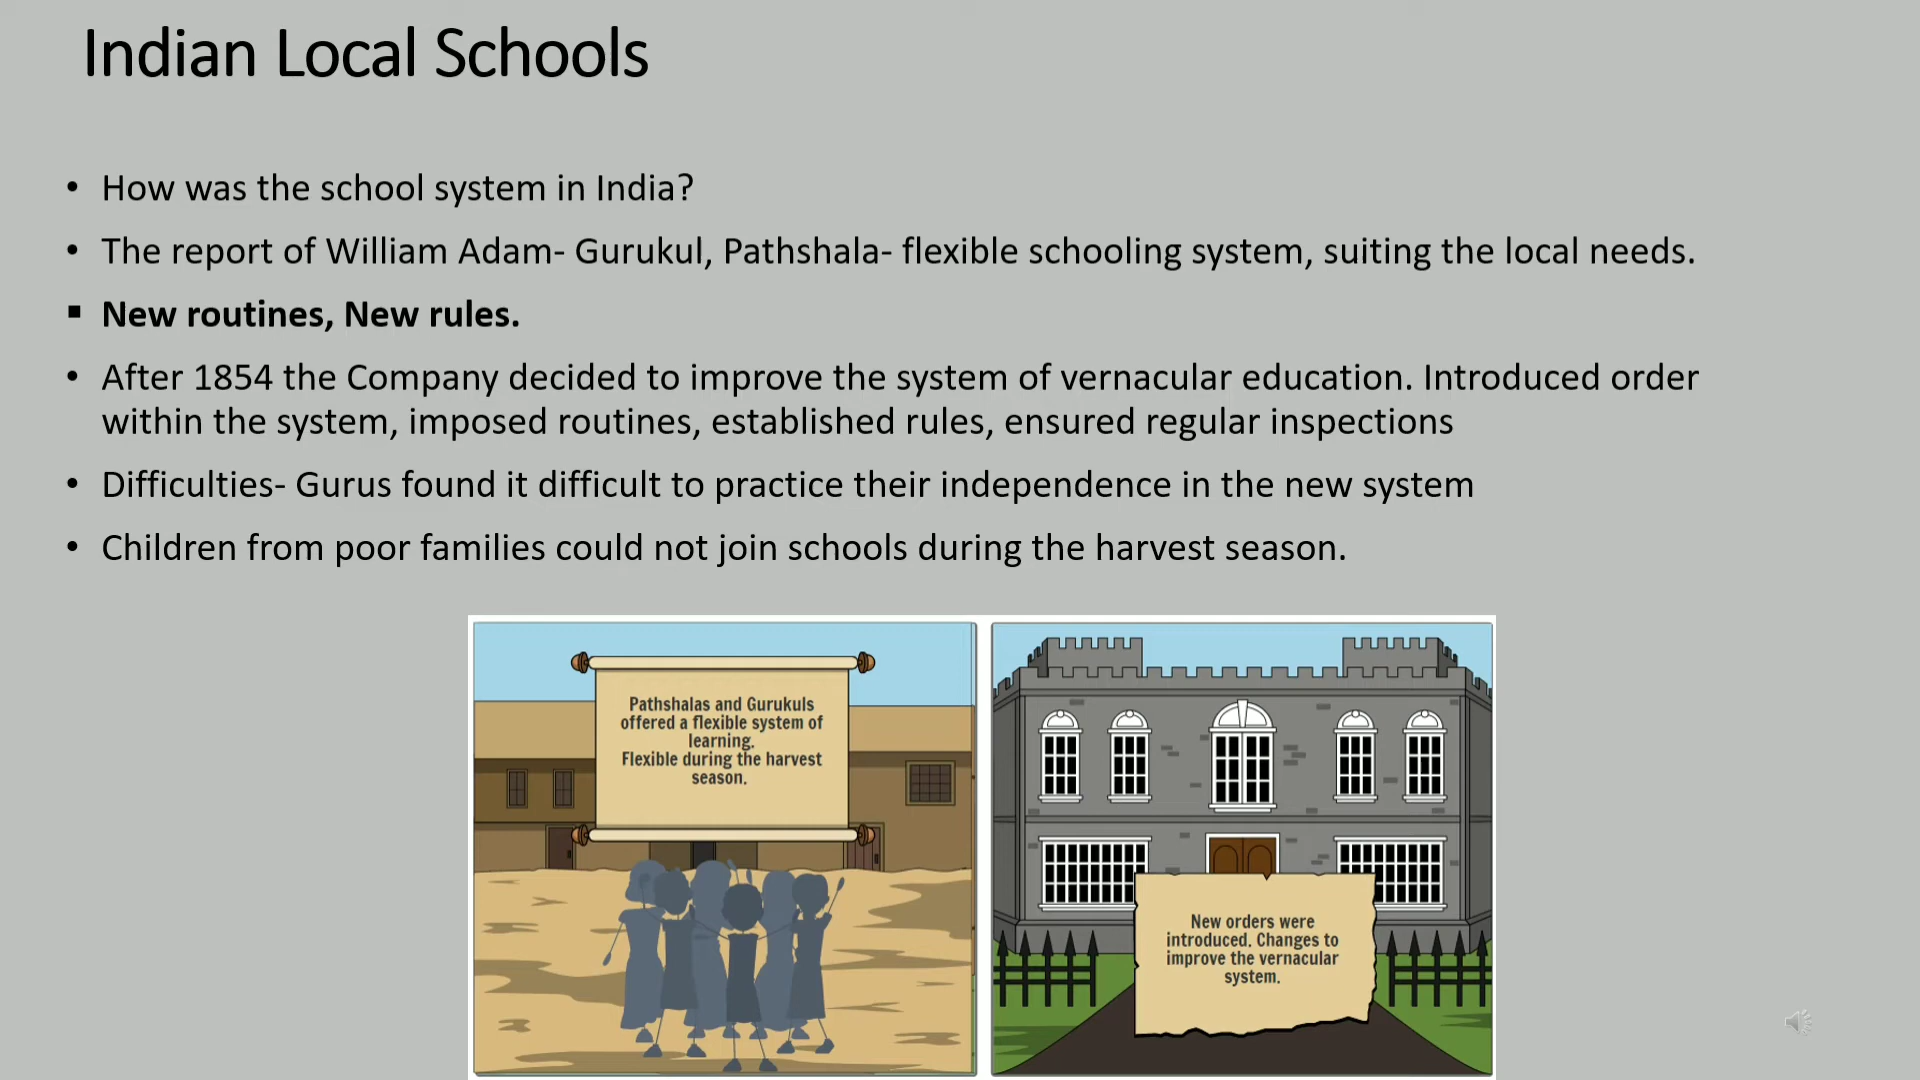 Indian Local Schools
• How was the school system in India?
• The report of William Adam- Gurukul, Pathshala- flexible schooling system, suiting the local needs.
▪ New routines, New rules.
• After 1854 the Company decided to improve the system of vernacular education. Introduced order
within the system, imposed routines, established rules, ensured regular inspections
• Difficulties- Gurus found it difficult to practice their independence in the new system
• Children from poor families could not join schools during the harvest season.
Pathshalas and Gurukuls
offered a flexible system of
learning.
Flexible during the harvest
season.
New orders were
introduced. Changes to
improve the vernacular
system.